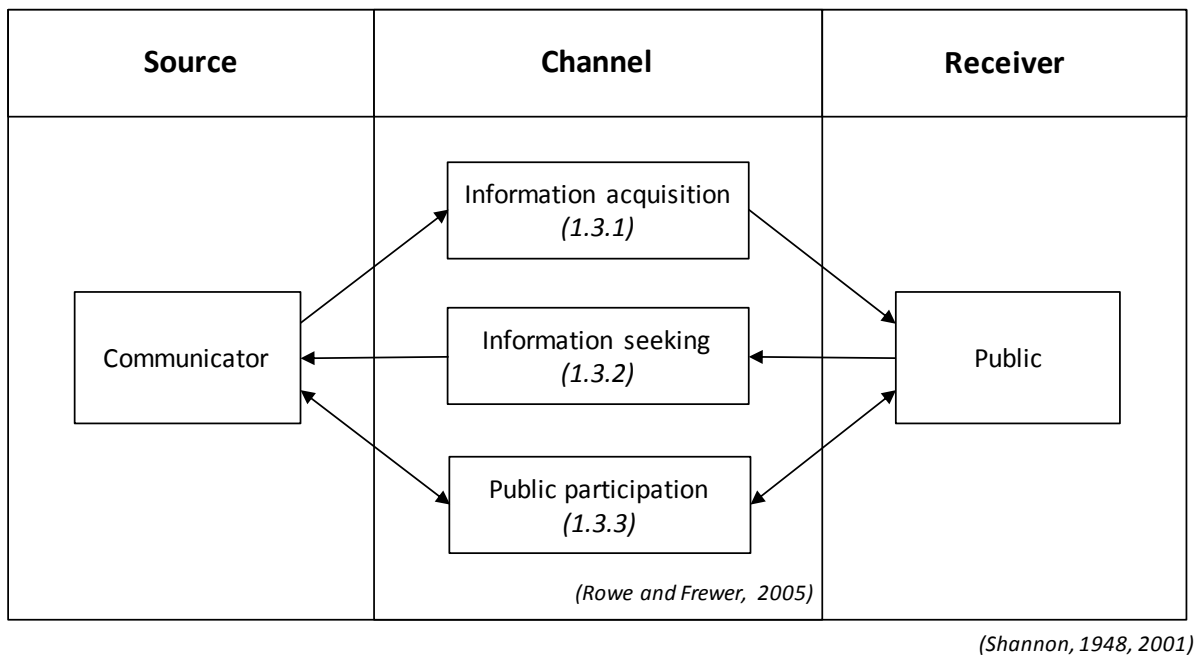 Source
Channel
Receiver
Information acquisition
(1.3.1)
Communicator
Information seeking
(1.3.2)
Public
Public participation
(1.3.3)
(Rowe and Frewer, 2005)
(Shannon, 1948, 2001)